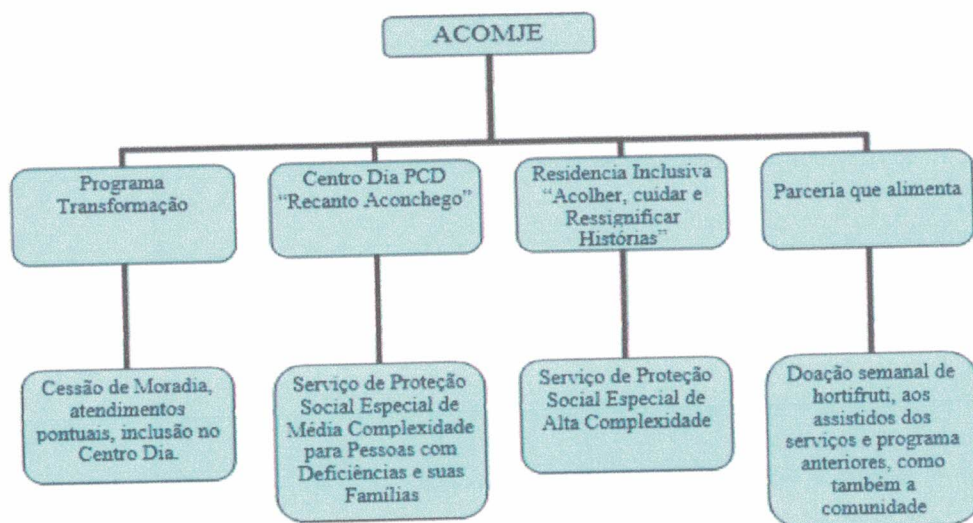 ACOMJE
Programa
Transformação
Centro Dia PCD
“Recanto Aconchego”
Residencia Inclusiva
“Acolher, cuidar e
Ressignificar
Histórias”
Parceria que alimenta
Cessão de Moradia,
atendimentos
pontuais, inclusão no
Centro Dia.
Serviço de Proteção
Social Especial de
Média Complexidade
para Pessoas com
Deficiências e suas
Famílias
Serviço de Proteção
Social Especial de
Alta Complexidade
Doação semanal de
hortifruti, aos
assistidos dos
serviços e programa
anteriores, como
também a
comunidade